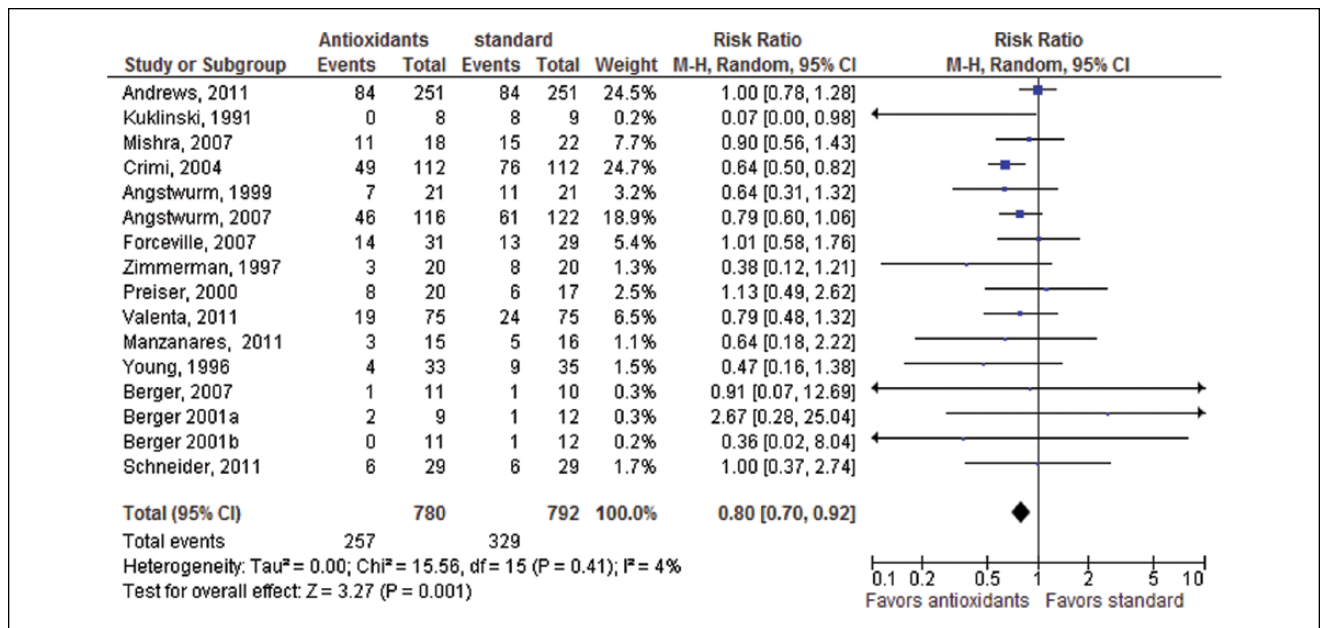 Antioxidants standard Risk Ratio Risk Ratio
Study or Subgroup Events Total Events Total Weight M-H, Random, 95% CI M-H, Random, 95% CI
Andrews, 2011 84 251 84 251 24.5% 1.00 [0.78, 1.28]
Kuklinski, 1991 0 8 8 9 0.2% 0.07 [0.00, 0.98]
Mishra, 2007 11 18 15 22 7.7% 0.90 [0.56, 1.43]
Crimi, 2004 49 112 76 112 24.7% 0.64 [0.50, 0.82]
Angstwurm, 1999 7 21 11 21 3.2% 0.64 [0.31, 1.32]
Angstwurm, 2007 46 116 61 122 18.9% 0.79 [0.60, 1.06]
Forceville, 2007 14 31 13 29 5.4% 1.01 [0.58, 1.76]
Zimmerman, 1997 3 20 8 20 1.3% 0.38 [0.12, 1.21]
Preiser, 2000 8 20 6 17 2.5% 1.13 [0.49, 2.62]
Valenta, 2011 19 75 24 75 6.5% 0.79 [0.48, 1.32]
Manzanares, 2011 3 15 5 16 1.1% 0.64 [0.18, 2.22]
Young, 1996 4 33 9 35 1.5% 0.47 [0.16, 1.38]
Berger, 2007 1 11 1 10 0.3% 0.91 [0.07, 12.69]
Berger 2001a 2 9 1 12 0.3% 2.67 [0.28, 25.04]
Berger 2001b 0 11 1 12 0.2% 0.36 [0.02, 8.04]
Schneider, 2011 6 29 6 29 1.7% 1.00 [0.37, 2.74]
Total (95% CI) 780 792 100.0% 0.80 [0.70, 0.92]
Total events 257 329
Heterogeneity: Tau² = 0.00; Chi² = 15.56, df = 15 (P = 0.41); I² = 4%
Test for overall effect: Z = 3.27 (P = 0.001)
0.1 0.2 0.5 1 2 5 10
Favors antioxidants Favors standard